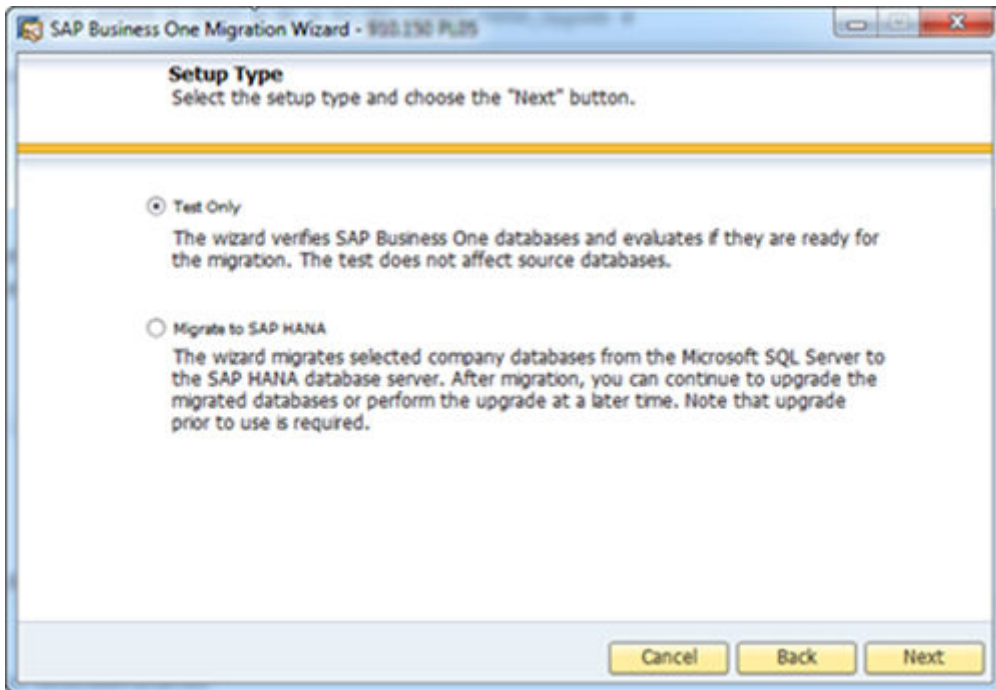 SAP Business One Migration Wizard - 910.150 PL05
Setup Type
Select the setup type and choose the "Next" button.
Test Only
The wizard verifies SAP Business One databases and evaluates if they are ready for
the migration. The test does not affect source databases.
Migrate to SAP HANA
The wizard migrates selected company databases from the Microsoft SQL Server to
the SAP HANA database server. After migration, you can continue to upgrade the
migrated databases or perform the upgrade at a later time. Note that upgrade
prior to use is required.
Cancel
Back
Next